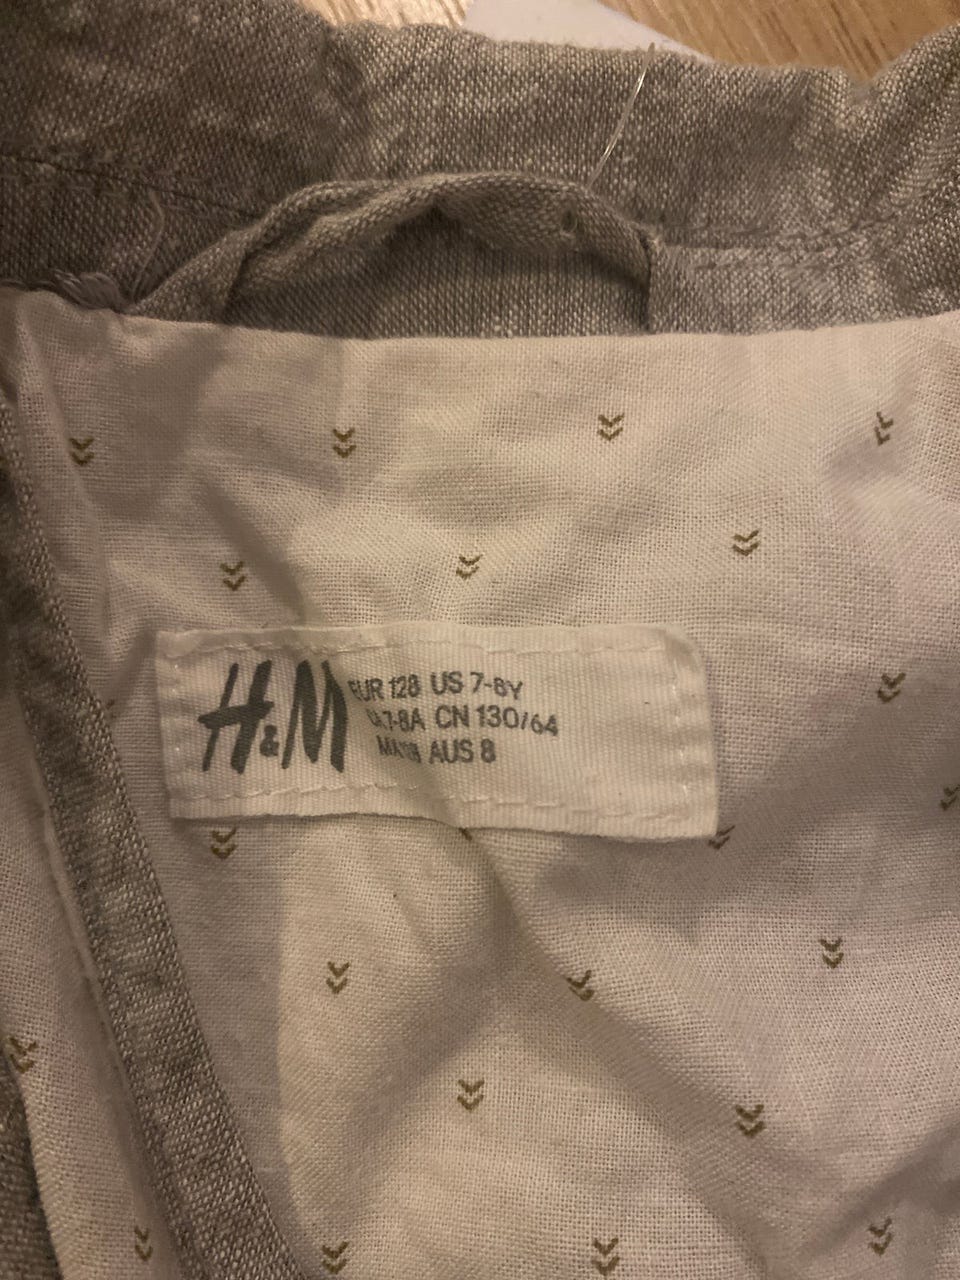 H&M
EUR 128 US 7-8Y
7-8A CN 130/64
AUS 8